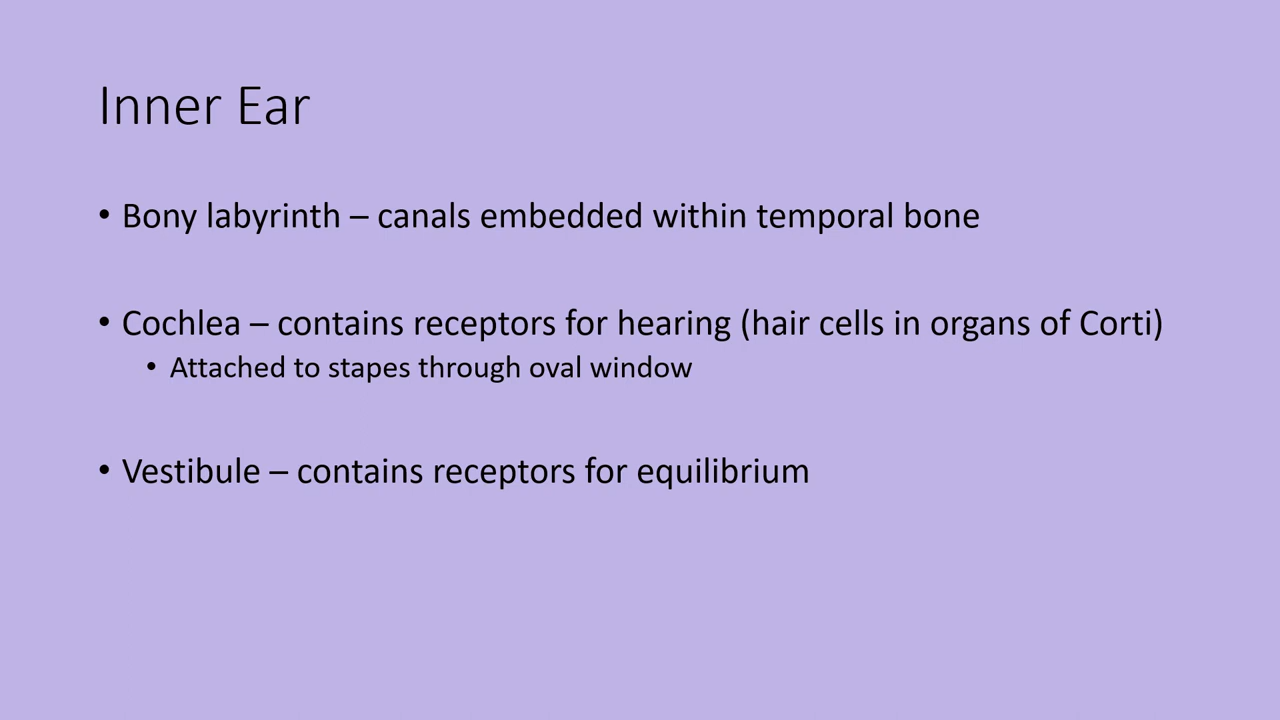 Inner Ear
• Bony labyrinth – canals embedded within temporal bone
• Cochlea – contains receptors for hearing (hair cells in organs of Corti)
• Attached to stapes through oval window
• Vestibule – contains receptors for equilibrium